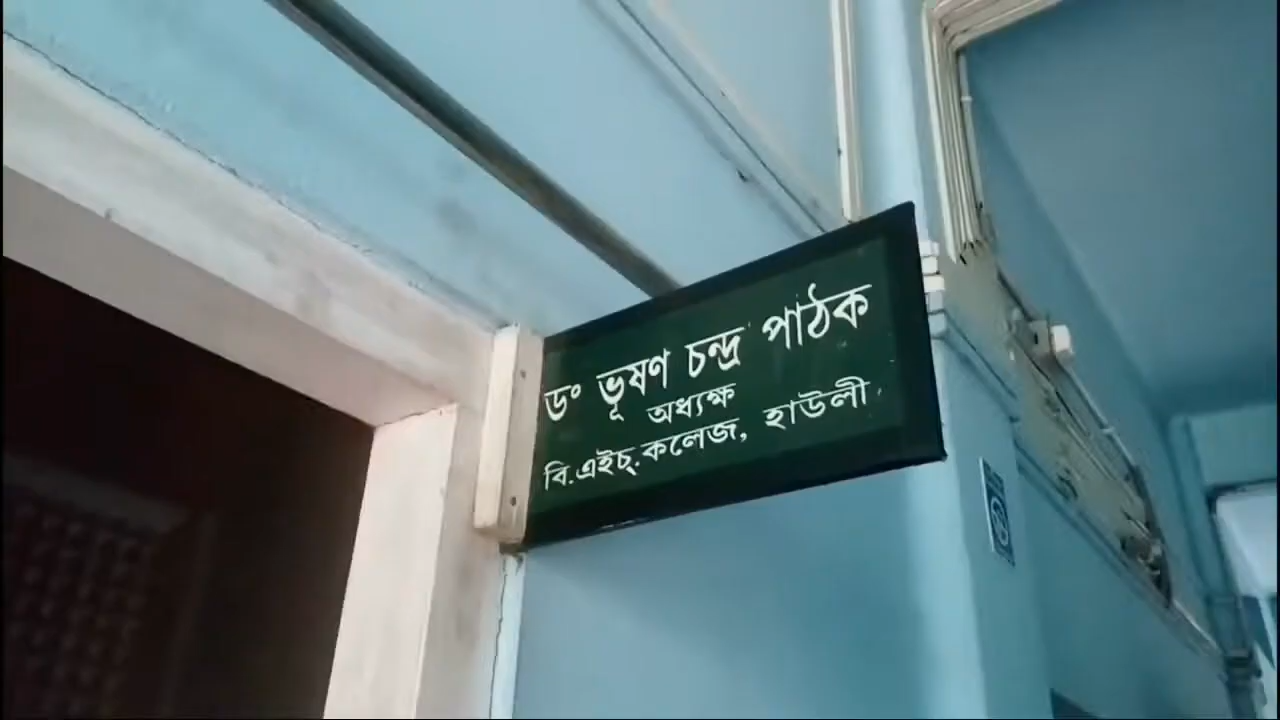 ডঃ ভূষণ চন্দ্ৰ পাঠক
অধ্যক্ষ
বি.এইচ্.কলেজ, হাউলী